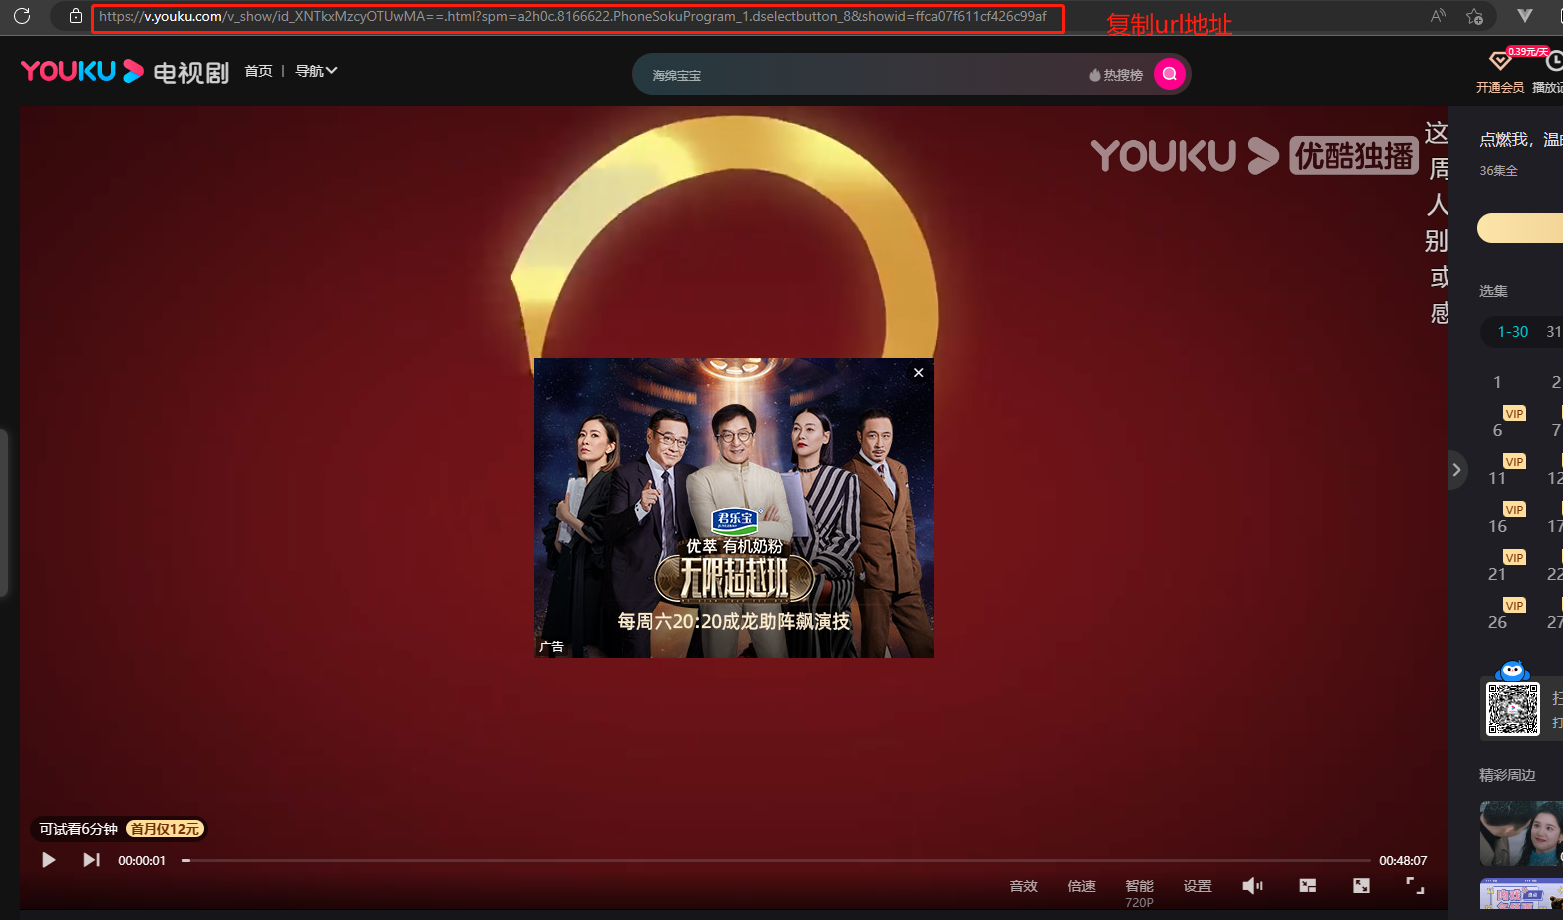 https://v.youku.com/v_show/id_XNTkxMzcyOTUwMA==.html?spm=a2h0c.8166622.PhoneSokuProgram_1.dselectbutton_8&showid=ffca07f611cf426c99af
复制url地址
YOUKU 电视剧 首页 | 导航
海绵宝宝
热搜榜
0.39元/天
开通会员 播放记
YOUKU 优酷独播
这
周
人
别
或
感
点燃我，温
36集全
选集
1-30 31
1 2
VIP
6 7
VIP
11 12
VIP
16 17
VIP
21 22
VIP
26 27
君乐宝
优萃 有机奶粉
无限超越班
每周六20:20成龙助阵飙演技
广告
扫
打
精彩周边
可试看6分钟 首月仅12元
00:00:01
00:48:07
音效 倍速 智能 设置
720P